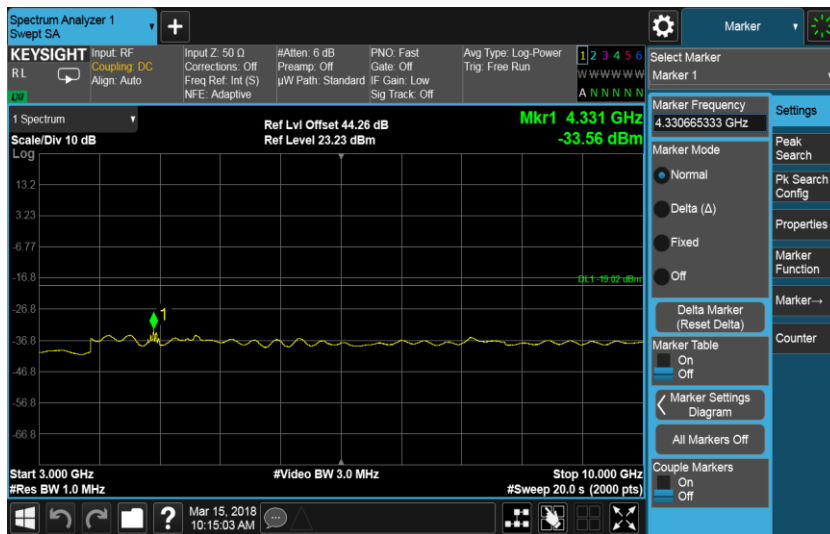 Spectrum Analyzer 1
Swept SA
Marker
KEYSIGHT
RL
LXI
Input: RF
Coupling: DC
Align: Auto
Input Z: 50 Ω
Corrections: Off
Freq Ref: Int (S)
NFE: Adaptive
#Atten: 6 dB
Preamp: Off
µW Path: Standard
PNO: Fast
Gate: Off
IF Gain: Low
Sig Track: Off
Avg Type: Log-Power
Trig: Free Run
1 2 3 4 5 6
W W W W W W
A N N N N N
Select Marker
Marker 1
1 Spectrum
Scale/Div 10 dB
Log
Ref Lvl Offset 44.26 dB
Ref Level 23.23 dBm
Mkr1 4.331 GHz
-33.56 dBm
13.2
3.23
-6.77
-16.8
-26.8
-36.8
-46.8
-56.8
-66.8
DL1 -19.02 dBm
1
Start 3.000 GHz
#Res BW 1.0 MHz
#Video BW 3.0 MHz
Stop 10.000 GHz
#Sweep 20.0 s (2000 pts)
Marker Frequency
4.330665333 GHz
Marker Mode
Normal
Delta (Δ)
Fixed
Off
Delta Marker
(Reset Delta)
Marker Table
On
Off
Marker Settings
Diagram
All Markers Off
Couple Markers
On
Off
Settings
Peak
Search
Pk Search
Config
Properties
Marker
Function
Marker→
Counter
Mar 15, 2018
10:15:03 AM